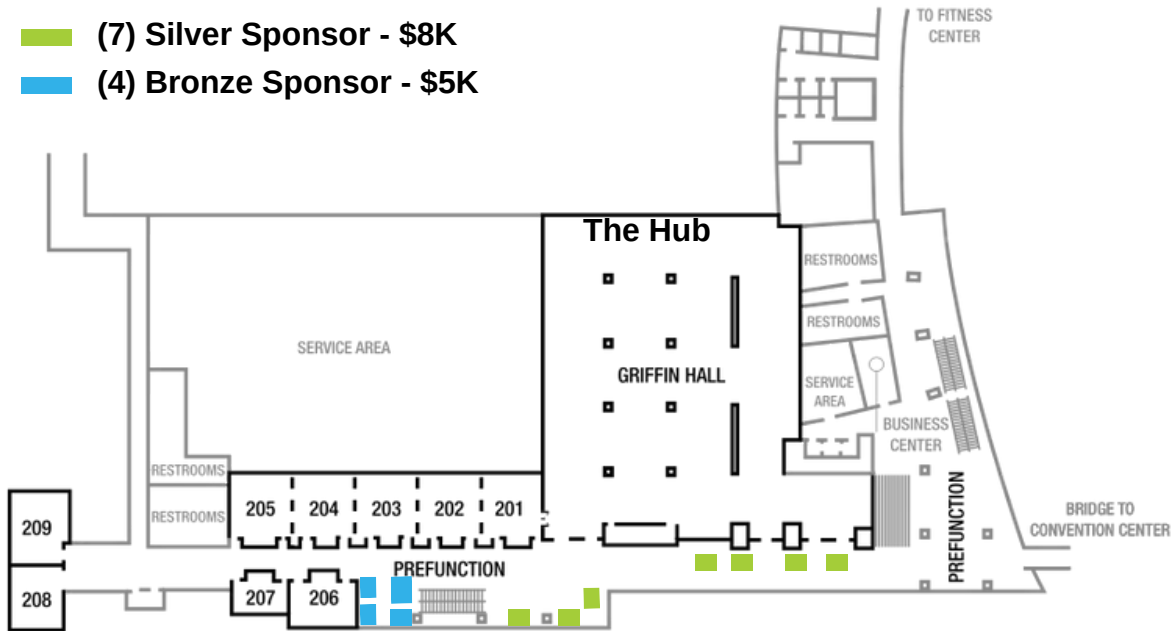 (7) Silver Sponsor - $8K
(4) Bronze Sponsor - $5K
TO FITNESS
CENTER
The Hub
RESTROOMS
RESTROOMS
SERVICE AREA
GRIFFIN HALL
SERVICE
AREA
BUSINESS
CENTER
RESTROOMS
RESTROOMS
205
204
203
202
201
209
BRIDGE TO
CONVENTION CENTER
PREFUNCTION
PREFUNCTION
208
207
206